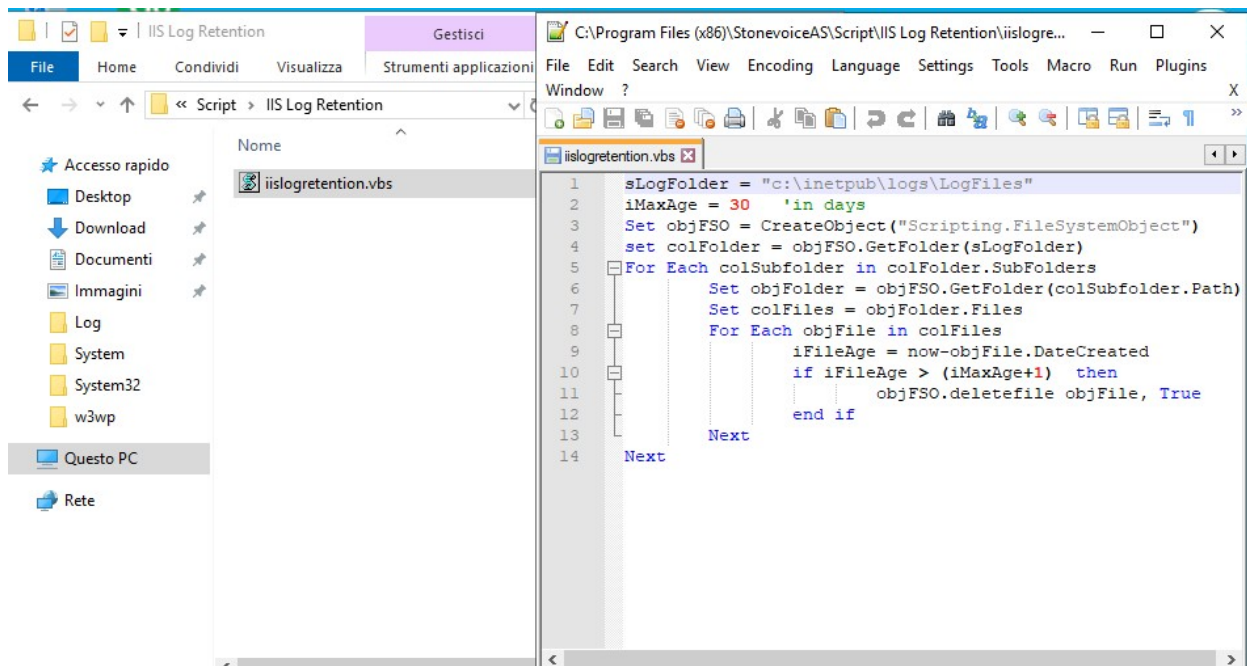 IIS Log Retention
Gestisci
File Home Condividi Visualizza Strumenti applicazioni
« Script > IIS Log Retention
Nome
Accesso rapido
Desktop
Download
Documenti
Immagini
Log
System
System32
w3wp
Questo PC
Rete
iislogretention.vbs
C:\Program Files (x86)\StonevoiceAS\Script\IIS Log Retention\iislogre...
File Edit Search View Encoding Language Settings Tools Macro Run Plugins
Window ? X
iislogretention.vbs
1 sLogFolder = "c:\inetpub\logs\LogFiles"
2 iMaxAge = 30 'in days
3 Set objFSO = CreateObject("Scripting.FileSystemObject")
4 set colFolder = objFSO.GetFolder(sLogFolder)
5 For Each colSubfolder in colFolder.SubFolders
6 Set objFolder = objFSO.GetFolder(colSubfolder.Path)
7 Set colFiles = objFolder.Files
8 For Each objFile in colFiles
9 iFileAge = now-objFile.DateCreated
10 if iFileAge > (iMaxAge+1) then
11 objFSO.deletefile objFile, True
12 end if
13 Next
14 Next